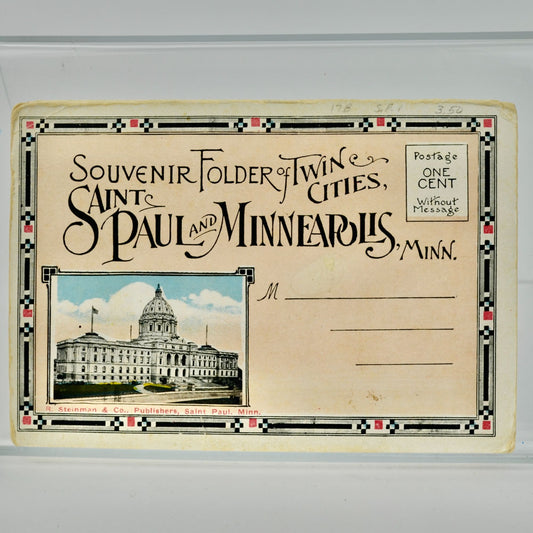 178 3.50
SOUVENIR FOLDER of TWIN CITIES,
SAINT PAUL AND MINNEAPOLIS, MINN.
Postage
ONE
CENT
Without
Message
M
R. Steinman & Co., Publishers, Saint Paul, Minn.